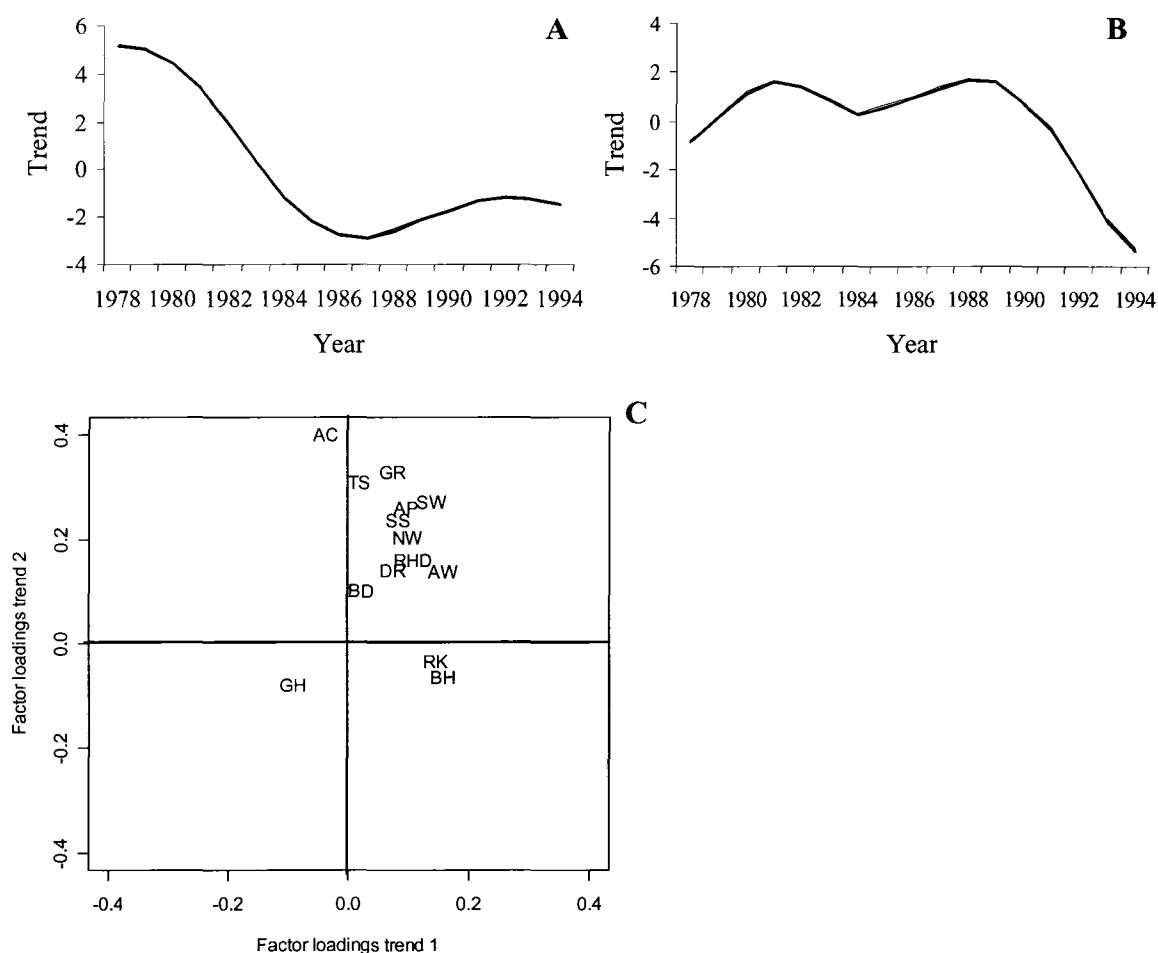 A
6
4
2
0
-2
-4
Trend
1978 1980 1982 1984 1986 1988 1990 1992 1994
Year
B
4
2
0
-2
-4
-6
Trend
1978 1980 1982 1984 1986 1988 1990 1992 1994
Year
C
0.4
0.2
0.0
-0.2
-0.4
Factor loadings trend 2
AC
GR
TS
SW
AP
SS
NW
RHD
DR
AW
BD
RK
BH
GH
-0.4 -0.2 0.0 0.2 0.4
Factor loadings trend 1